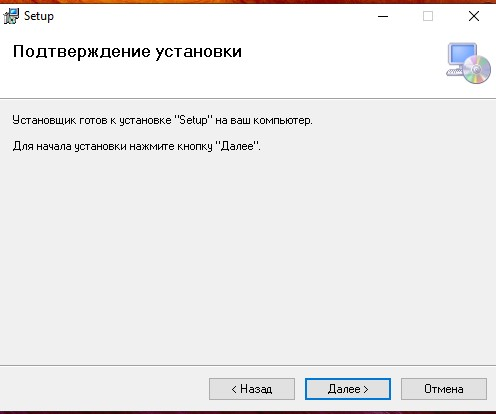 Setup
Подтверждение установки
Установщик готов к установке "Setup" на ваш компьютер.
Для начала установки нажмите кнопку "Далее".
< Назад
Далее >
Отмена